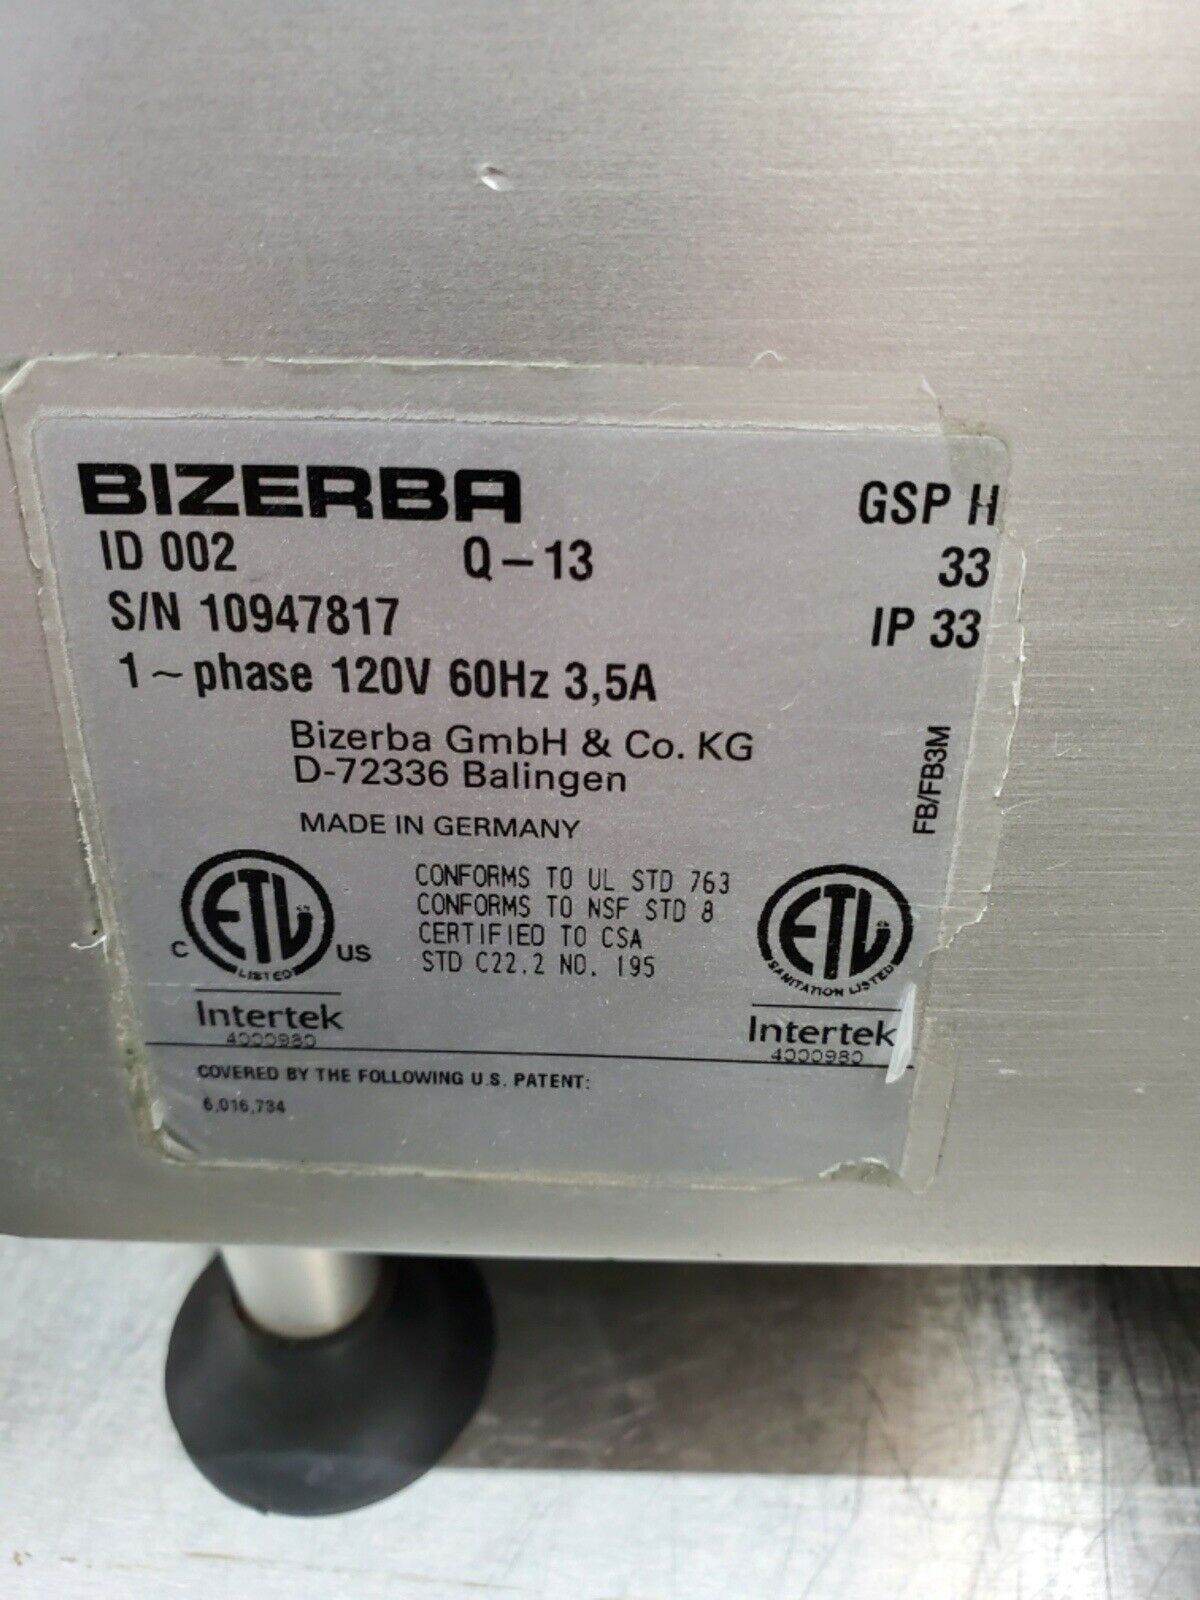 BIZERBA
GSP H
ID 002 Q-13 33
S/N 10947817 IP 33
1~phase 120V 60Hz 3,5A
Bizerba GmbH & Co. KG
D-72336 Balingen
MADE IN GERMANY
FB/FB3M
CONFORMS TO UL STD 763
CONFORMS TO NSF STD 8
CERTIFIED TO CSA
STD C22.2 NO. 195
ETL
LISTED
C US
Intertek
4000980
ETL
SANITATION LISTED
Intertek
4000980
COVERED BY THE FOLLOWING U.S. PATENT:
6,016,734